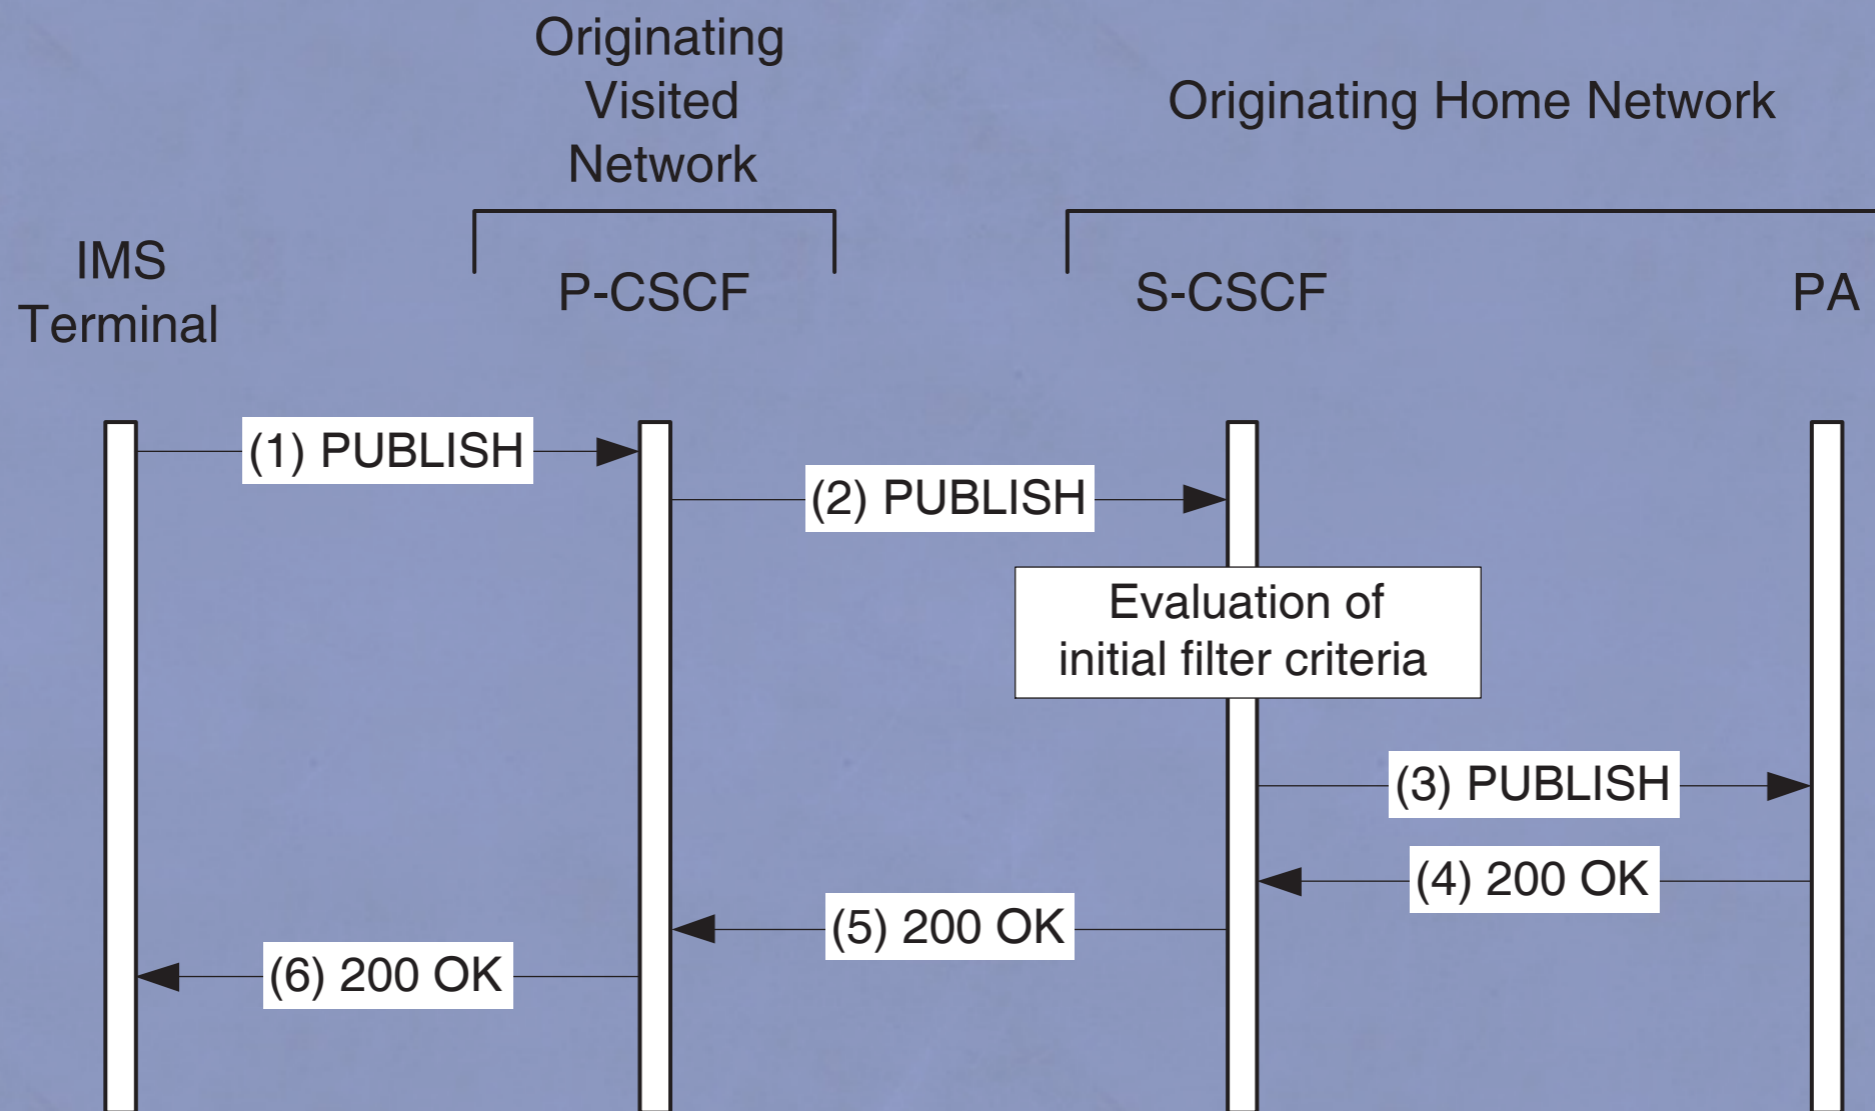 Originating
Visited
Network
Originating Home Network
IMS
Terminal
P-CSCF
S-CSCF
PA
(1) PUBLISH
(2) PUBLISH
Evaluation of
initial filter criteria
(3) PUBLISH
(4) 200 OK
(5) 200 OK
(6) 200 OK